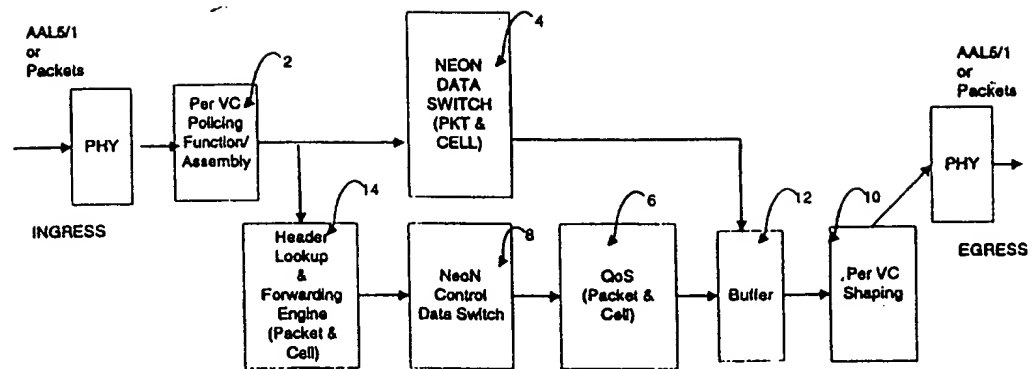 AAL5/1
or
Packets
PHY
INGRESS
2
Per VC
Policing
Function/
Assembly
4
NEON
DATA
SWITCH
(PKT &
CELL)
14
Header
Lookup
&
Forwarding
Engine
(Packet &
Cell)
8
NeoN
Control
Data Switch
6
QoS
(Packet &
Cell)
12
Buffer
10
Per VC
Shaping
AAL5/1
or
Packets
PHY
EGRESS